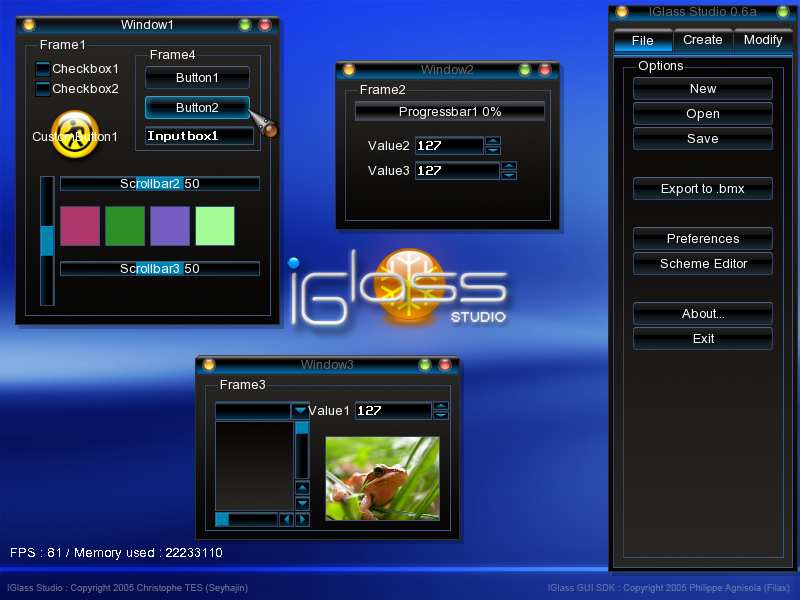 Window1
Frame1
Checkbox1
Checkbox2
CustomButton1
Frame4
Button1
Button2
Inputbox1
Scrollbar2 50
Scrollbar3 50
Window2
Frame2
Progressbar1 0%
Value2 127
Value3 127
iGlass
STUDIO
Window3
Frame3
Value1 127
IGlass Studio 0.6a
File Create Modify
Options
New
Open
Save
Export to .bmx
Preferences
Scheme Editor
About...
Exit
FPS : 81 / Memory used : 22233110
IGlass Studio : Copyright 2005 Christophe TES (Seyhajin)
IGlass GUI SDK : Copyright 2005 Philippe Agnisola (Filax)